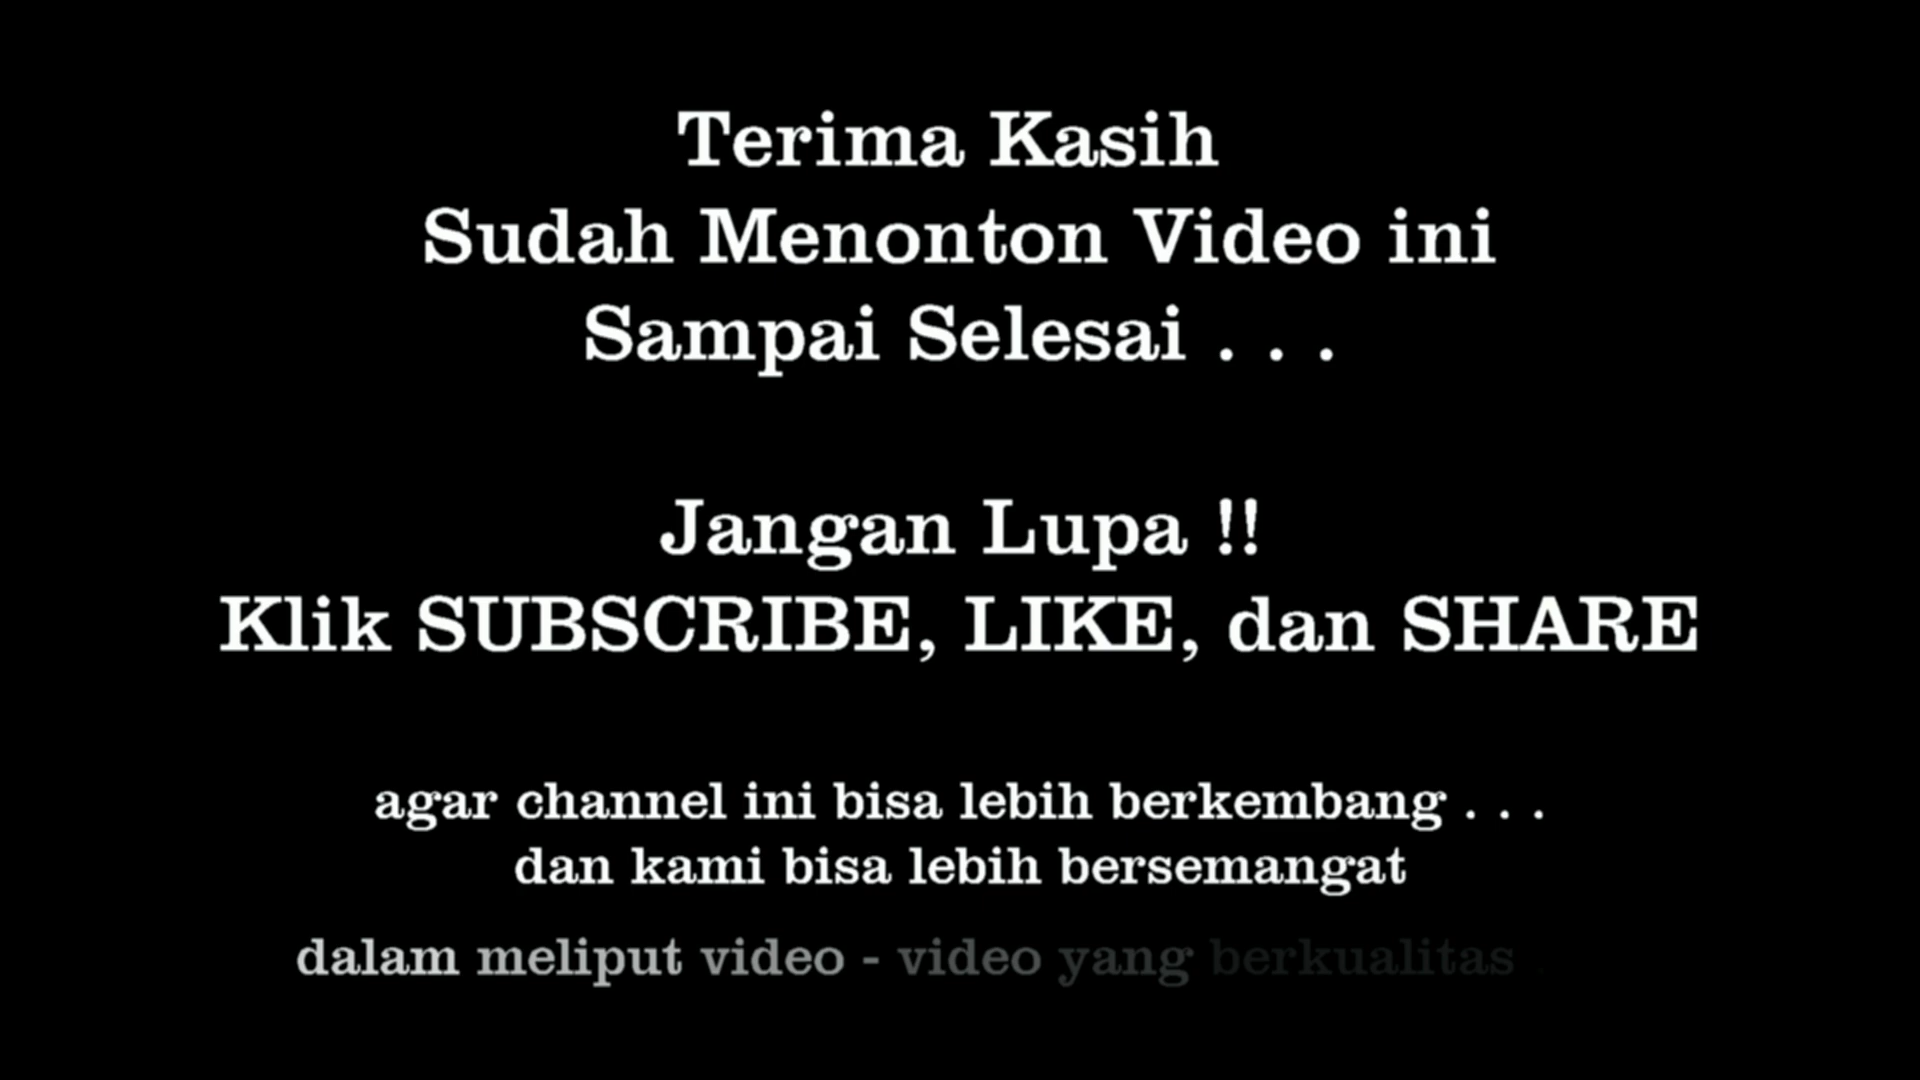 Terima Kasih
Sudah Menonton Video ini
Sampai Selesai . . .
Jangan Lupa !!
Klik SUBSCRIBE, LIKE, dan SHARE
agar channel ini bisa lebih berkembang . . .
dan kami bisa lebih bersemangat
dalam meliput video - video yang berkualitas .